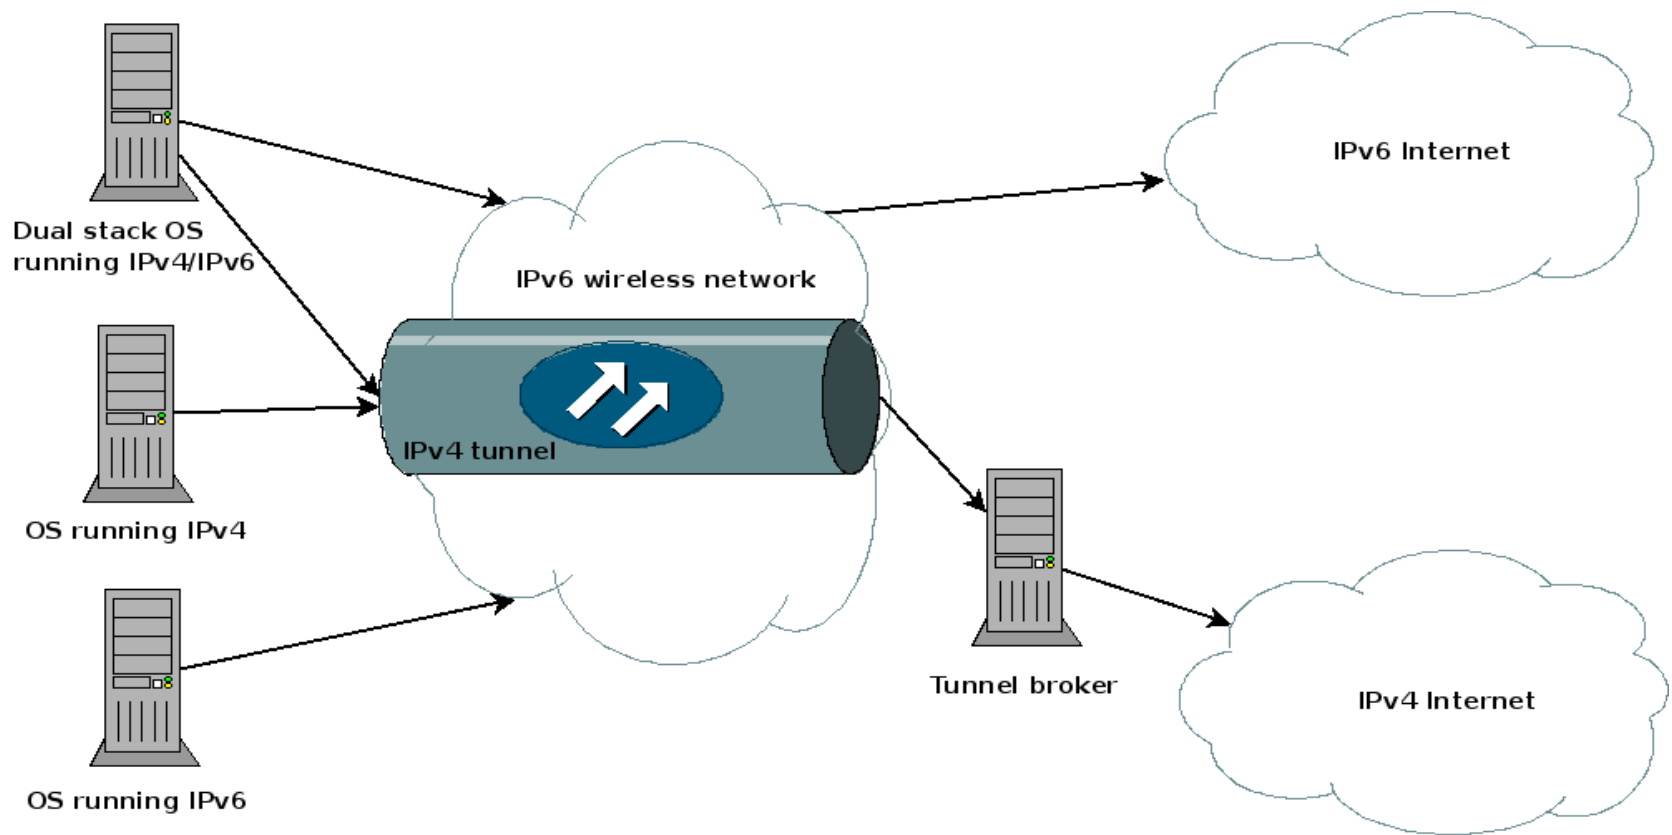 IPv6 Internet
Dual stack OS
running IPv4/IPv6
IPv6 wireless network
IPv4 tunnel
OS running IPv4
Tunnel broker
IPv4 Internet
OS running IPv6